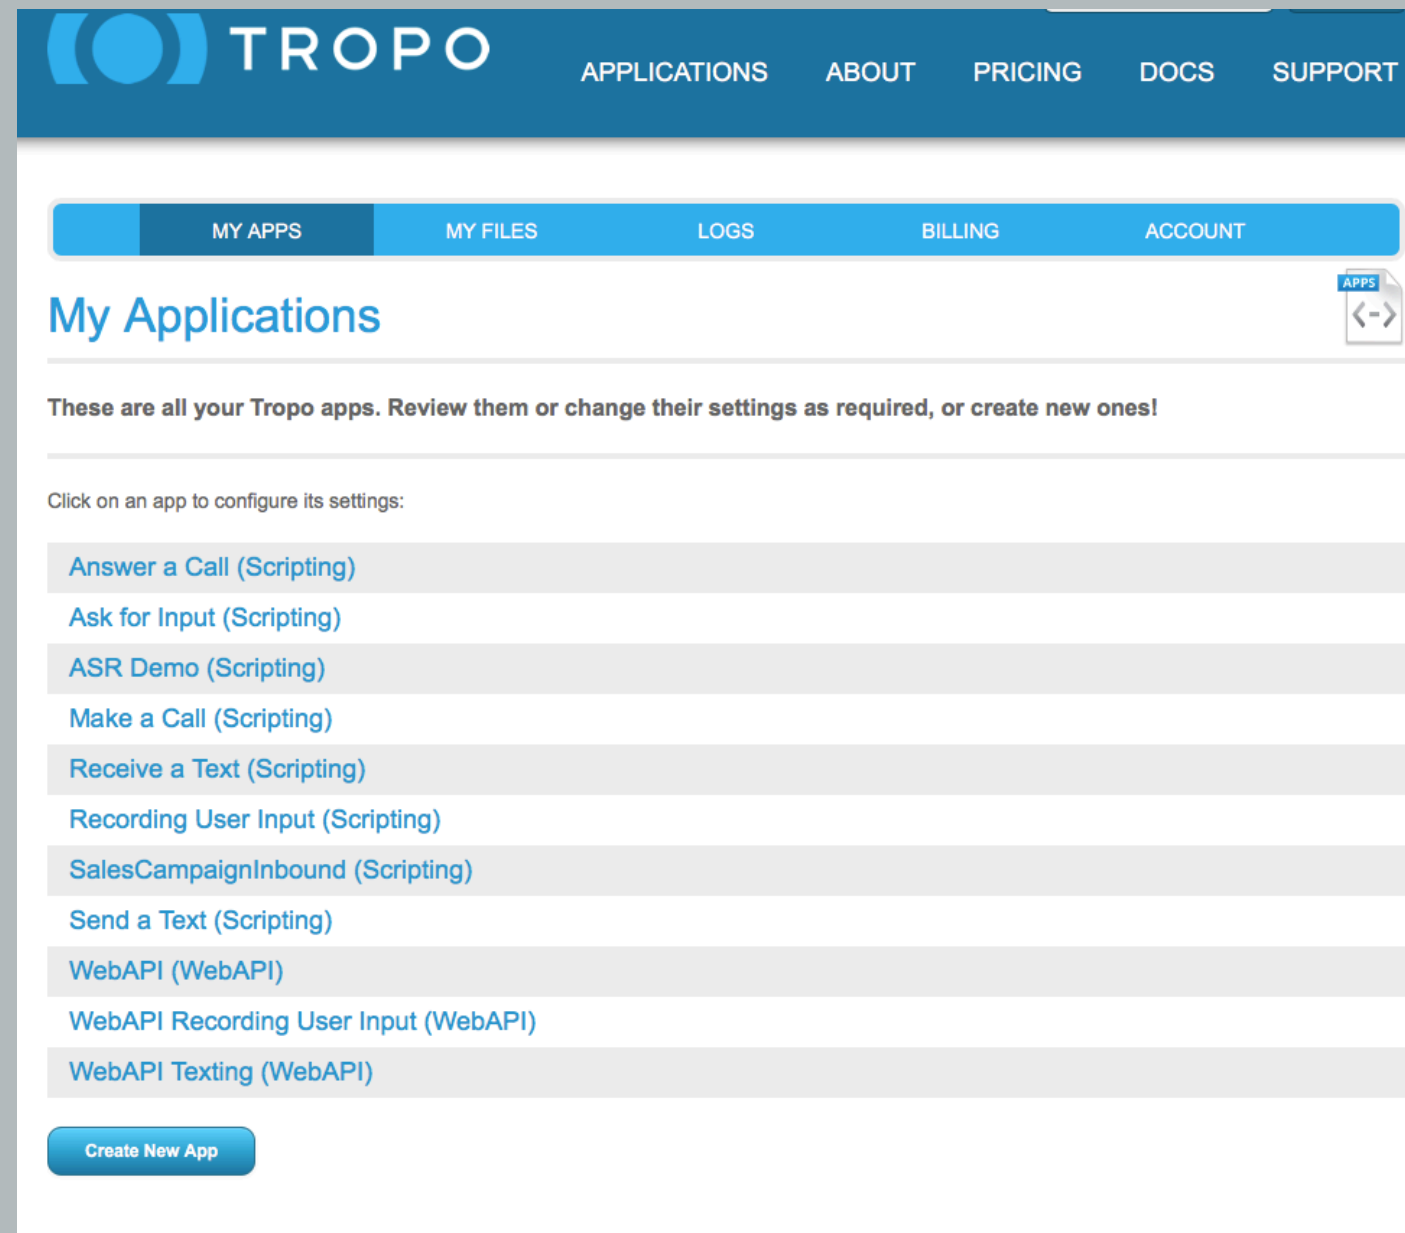 TROPO
APPLICATIONS ABOUT PRICING DOCS SUPPORT
MY APPS MY FILES LOGS BILLING ACCOUNT
My Applications
APPS
These are all your Tropo apps. Review them or change their settings as required, or create new ones!
Click on an app to configure its settings:
Answer a Call (Scripting)
Ask for Input (Scripting)
ASR Demo (Scripting)
Make a Call (Scripting)
Receive a Text (Scripting)
Recording User Input (Scripting)
SalesCampaignInbound (Scripting)
Send a Text (Scripting)
WebAPI (WebAPI)
WebAPI Recording User Input (WebAPI)
WebAPI Texting (WebAPI)
Create New App